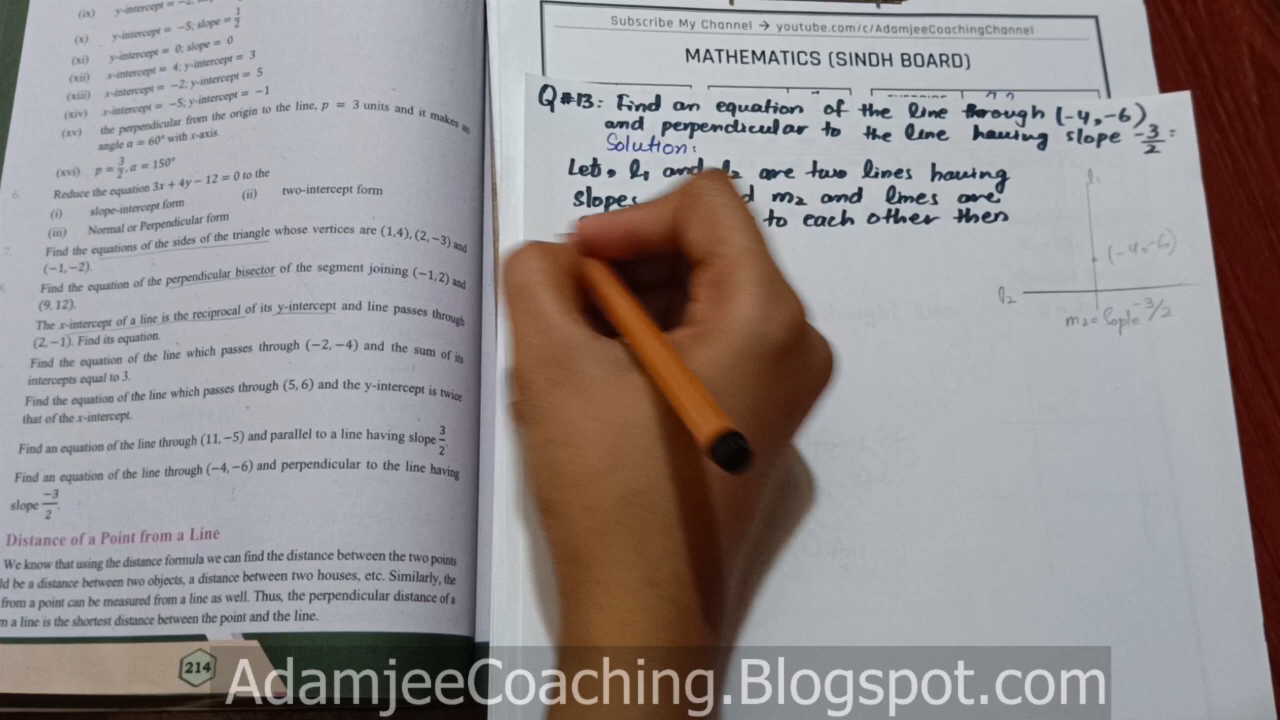 (ix) y-intercept =
(x) y-intercept = −5; slope = 1/2
(xi) y-intercept = 0; slope = 0
(xii) x-intercept = 4; y-intercept = 3
(xiii) x-intercept = −2; y-intercept = 5
(xiv) x-intercept = −5; y-intercept = −1
(xv) the perpendicular from the origin to the line, p = 3 units and it makes an
angle α = 60° with x-axis.
(xvi) p = 3/2, α = 150°
6. Reduce the equation 3x + 4y − 12 = 0 to the
(i) slope-intercept form (ii) two-intercept form
(iii) Normal or Perpendicular form
7 Find the equations of the sides of the triangle whose vertices are (1,4), (2,−3) and
(−1,−2).
Find the equation of the perpendicular bisector of the segment joining (−1,2) and
(9,12).
The x-intercept of a line is the reciprocal of its y-intercept and line passes through
(2,−1). Find its equation.
Find the equation of the line which passes through (−2,−4) and the sum of its
intercepts equal to 3.
Find the equation of the line which passes through (5,6) and the y-intercept is twice
that of the x-intercept.
Find an equation of the line through (11,−5) and parallel to a line having slope 3/2.
Find an equation of the line through (−4,−6) and perpendicular to the line having
slope −3/2.
Distance of a Point from a Line
We know that using the distance formula we can find the distance between the two points
ld be a distance between two objects, a distance between two houses, etc. Similarly, the
from a point can be measured from a line as well. Thus, the perpendicular distance of a
m a line is the shortest distance between the point and the line.
214
Subscribe My Channel → youtube.com/c/AdamjeeCoachingChannel
MATHEMATICS (SINDH BOARD)
Q#13: Find an equation of the line through (-4,-6)
and perpendicular to the line having slope -3/2 =
Solution:
Let, l₁ and l₂ are two lines having
slopes d m₂ and lines are
to each other then
l₁
(-4,-6)
l₂
m₂= Sople -3/2
AdamjeeCoaching.Blogspot.com